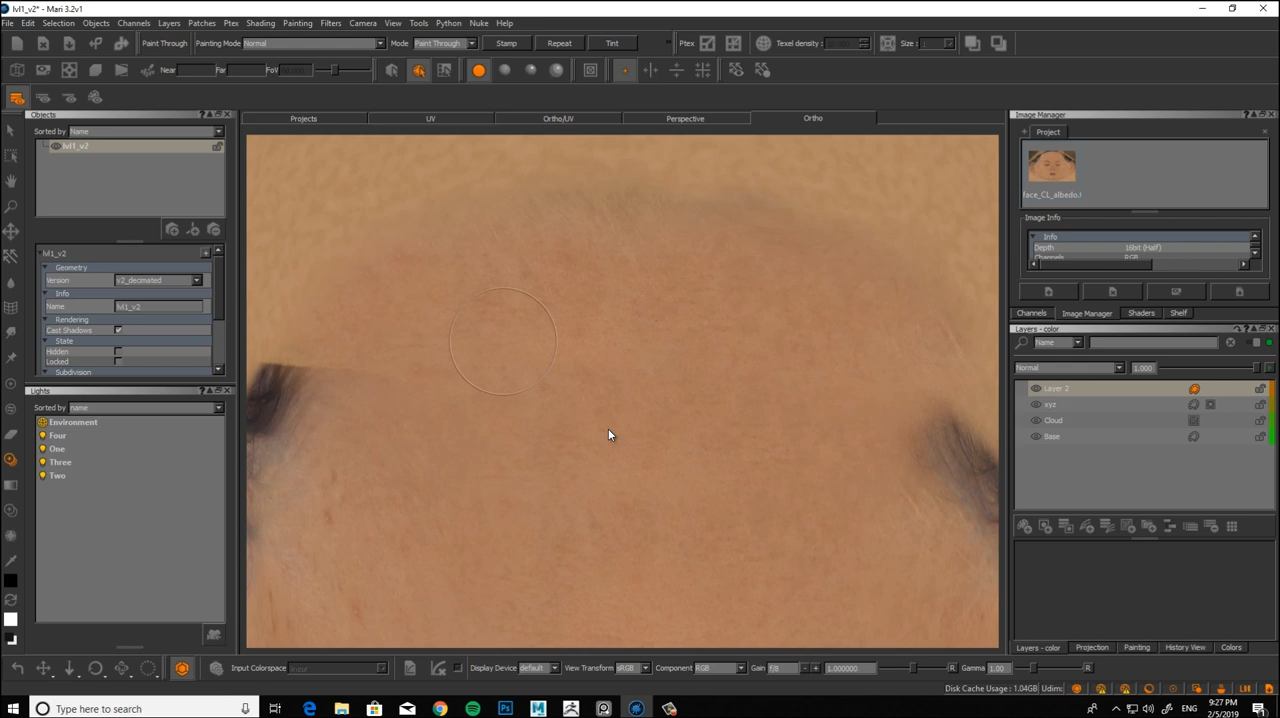 lvl1_v2* - Mari 3.2v1
File Edit Selection Objects Channels Layers Patches Ptex Shading Painting Filters Camera View Tools Python Nuke Help
Paint Through Painting Mode Normal Mode Paint Through Stamp Repeat Tint Ptex Texel density: Size: 1
Near Far FoV
Objects
Sorted by Name
lvl1_v2
lvl1_v2
Geometry
Version v2_decimated
Info
Name lvl1_v2
Rendering
Cast Shadows
State
Hidden
Locked
Subdivision
Lights
Sorted by name
Environment
Four
One
Three
Two
Projects UV Ortho/UV Perspective Ortho
Image Manager
Project
face_CL_albedo.
Image Info
Info
Depth 16bit (Half)
Channels RGB
Channels Image Manager Shaders Shelf
Layers - color
Name
Normal 1.000
Layer 2
xyz
Cloud
Base
Layers - color Projection Painting History View Colors
Input Colorspace linear Display Device default View Transform sRGB Component RGB Gain f/8 1.000000 R Gamma 1.00 R
Disk Cache Usage : 1.04GB Udim:
Type here to search
9:27 PM
2/5/2019